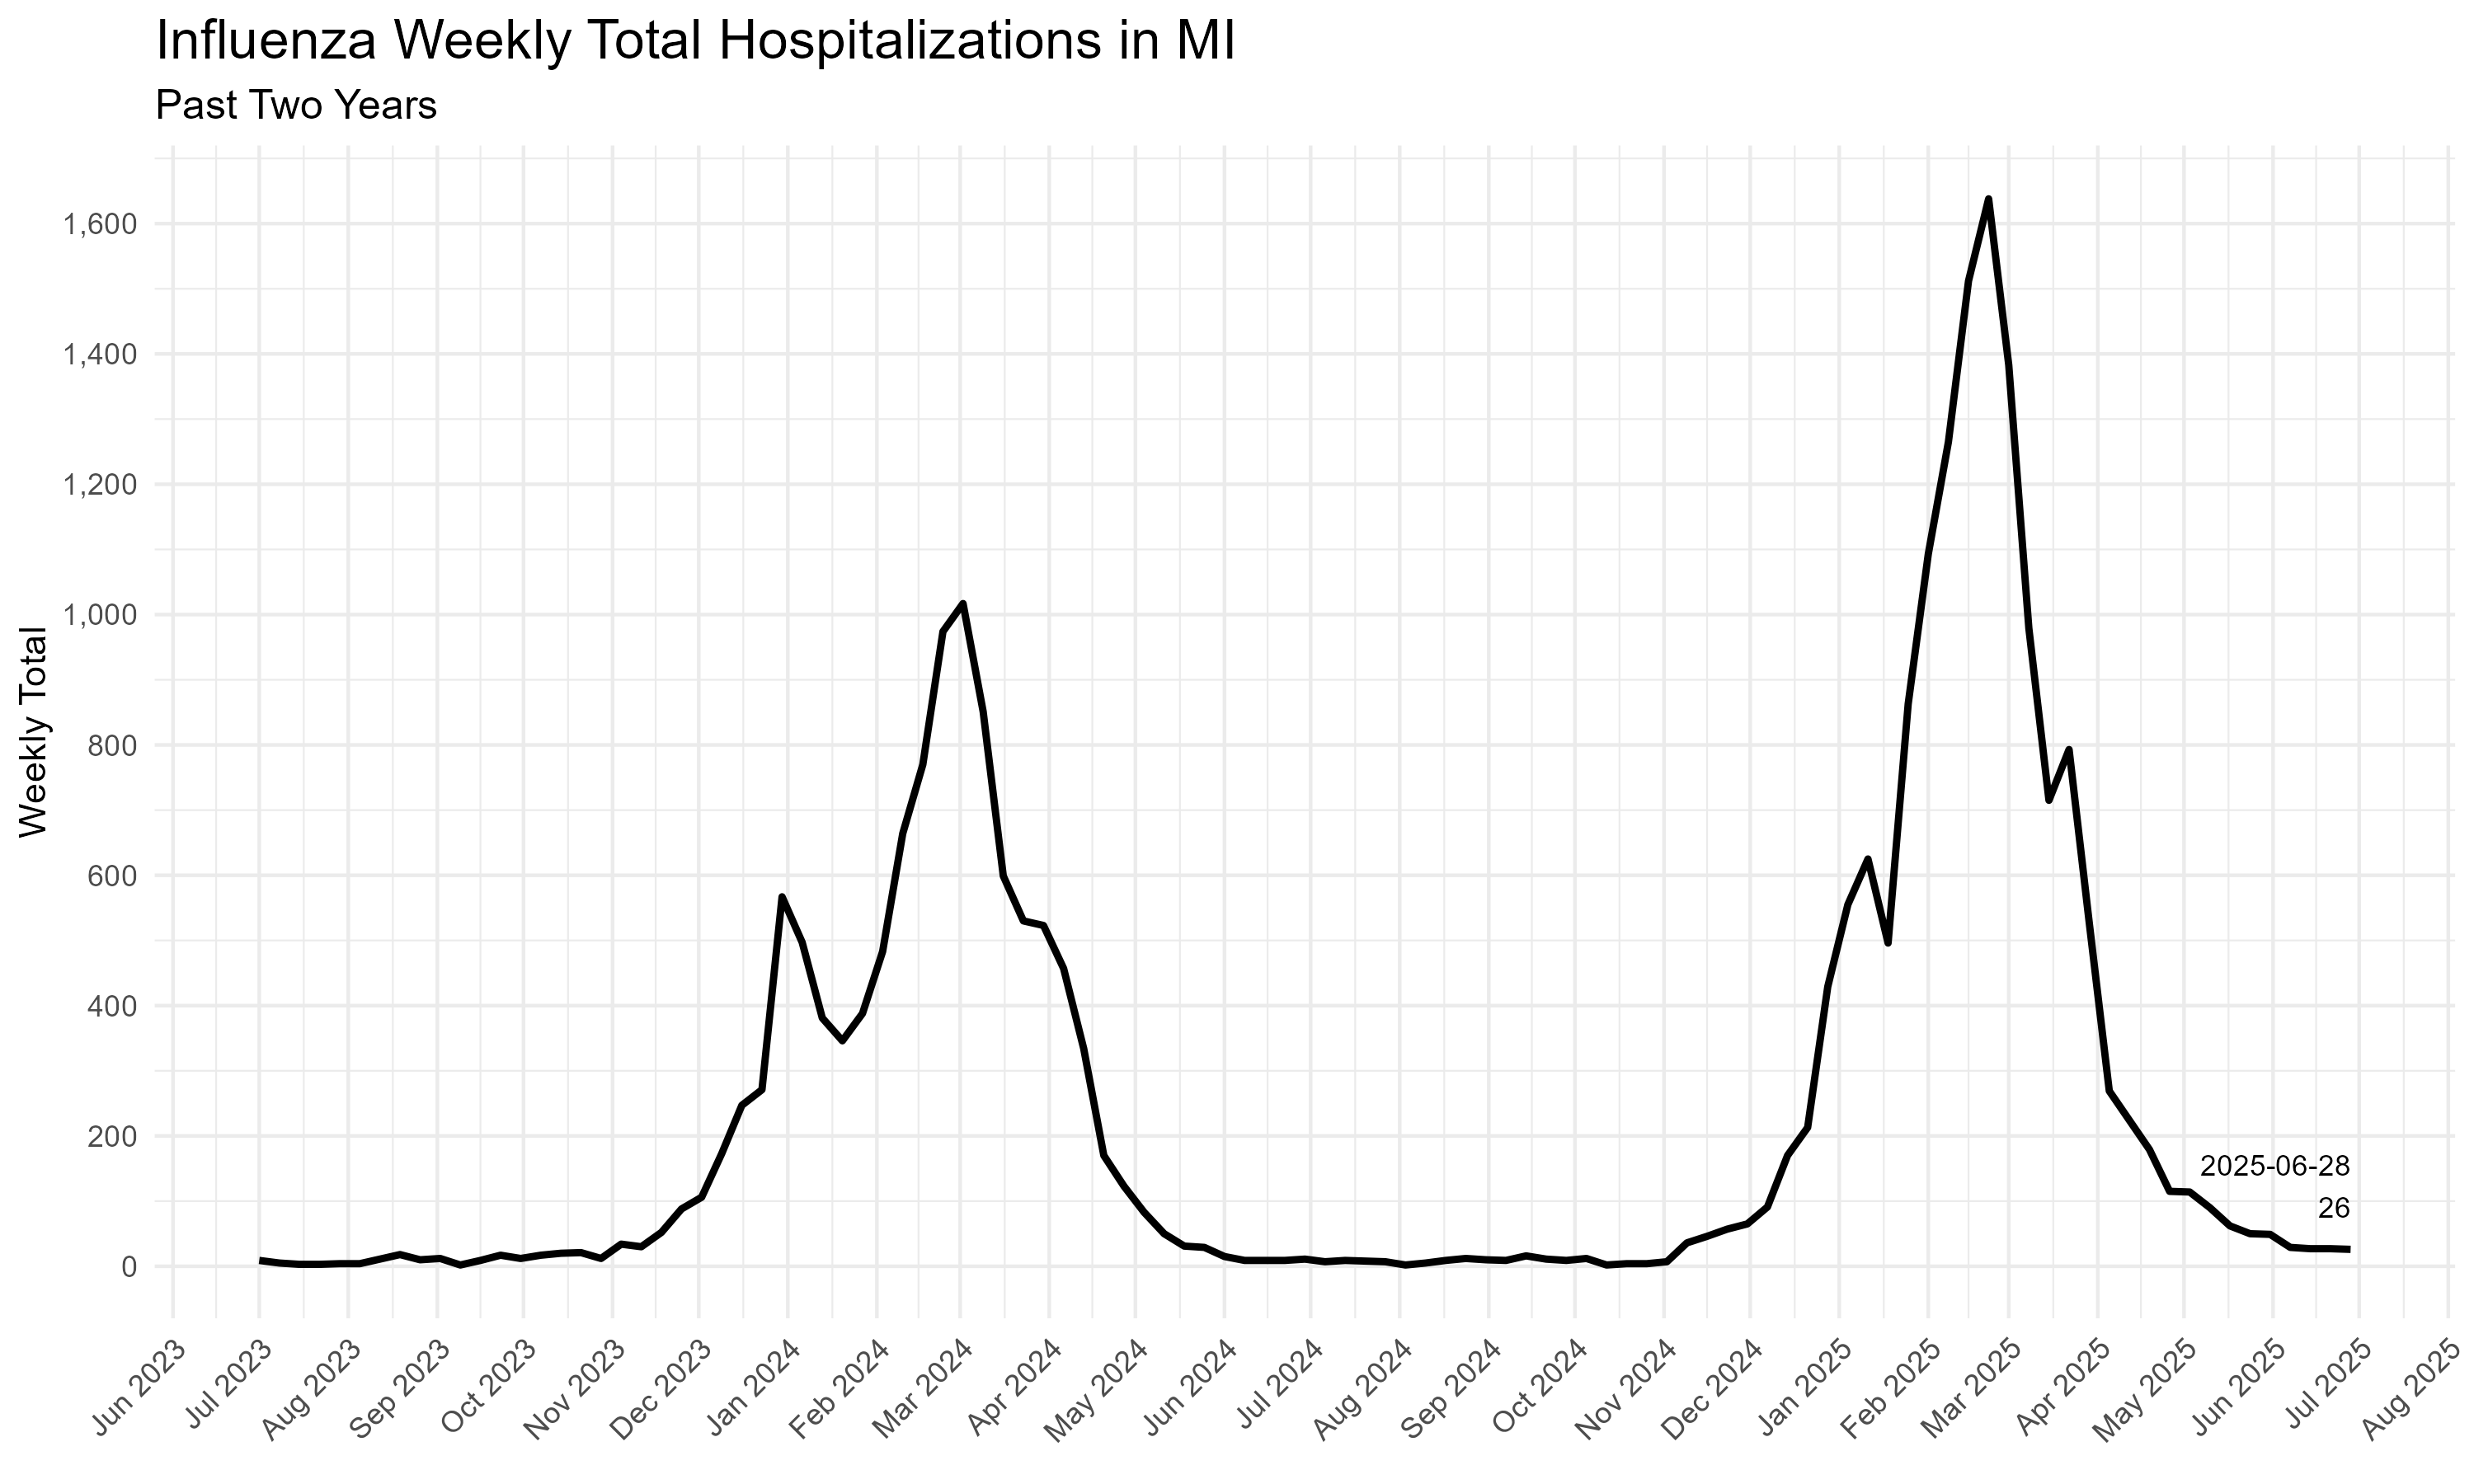 Influenza Weekly Total Hospitalizations in MI
Past Two Years
Weekly Total
1,600
1,400
1,200
1,000
800
600
400
200
0
2025-06-28
26
Jun 2023
Jul 2023
Aug 2023
Sep 2023
Oct 2023
Nov 2023
Dec 2023
Jan 2024
Feb 2024
Mar 2024
Apr 2024
May 2024
Jun 2024
Jul 2024
Aug 2024
Sep 2024
Oct 2024
Nov 2024
Dec 2024
Jan 2025
Feb 2025
Mar 2025
Apr 2025
May 2025
Jun 2025
Jul 2025
Aug 2025